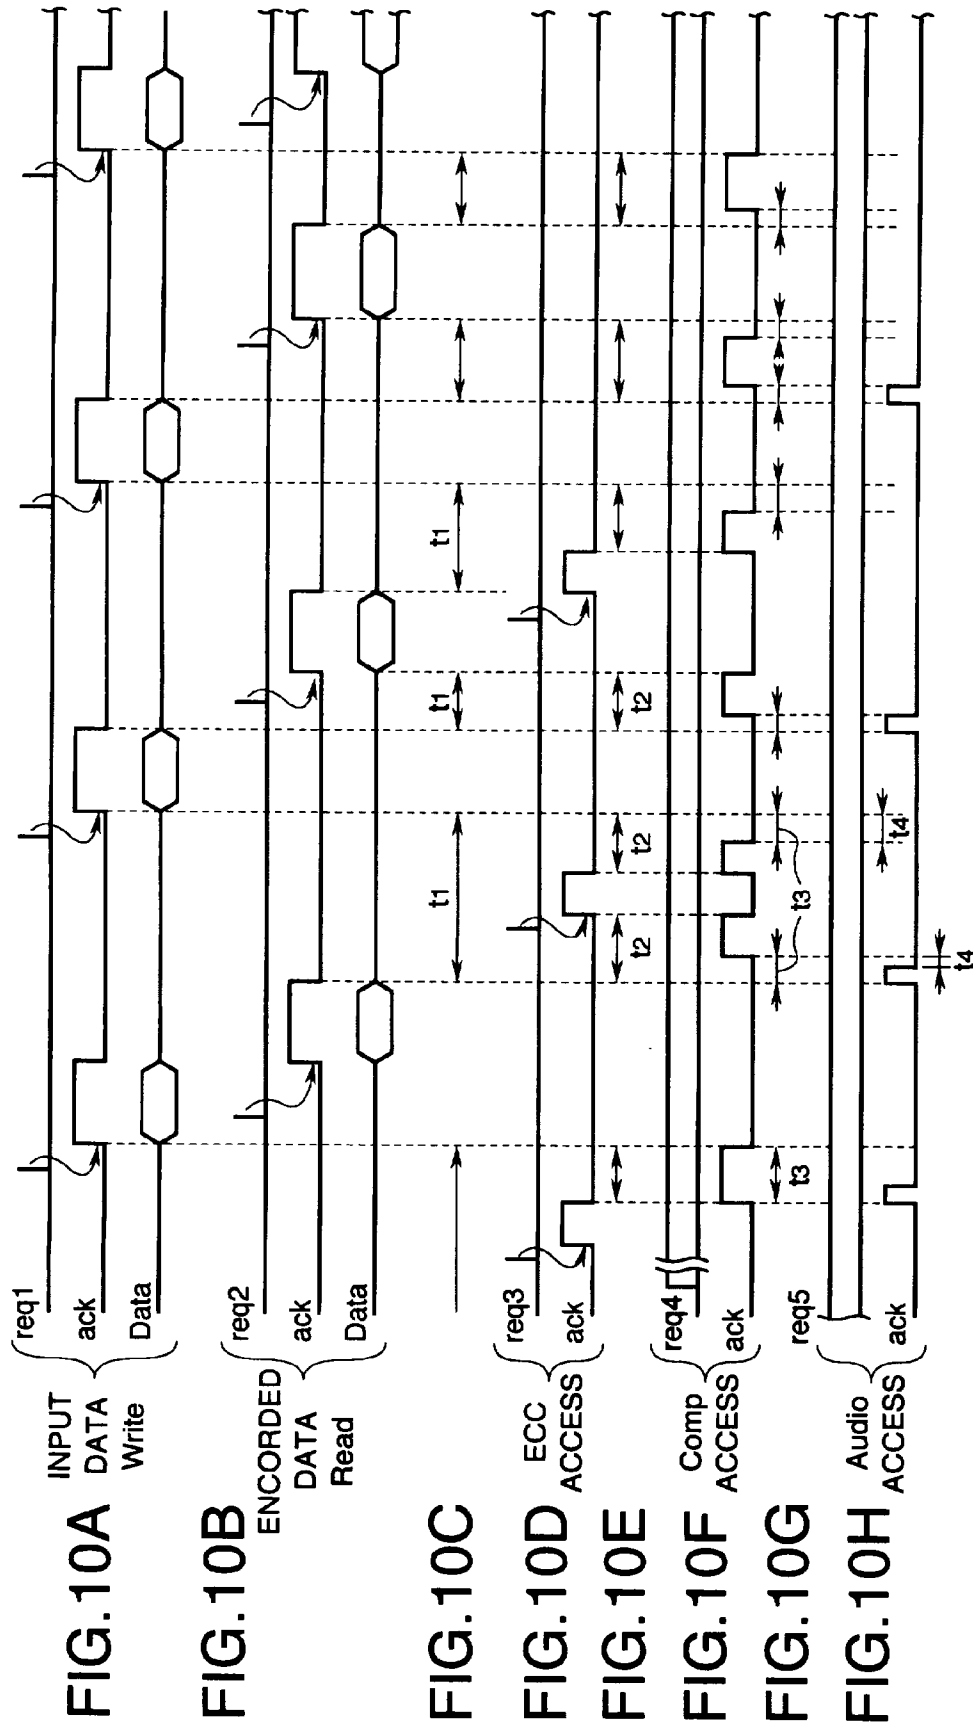 FIG.10A
INPUT
DATA
Write
req1
ack
Data
FIG.10B
ENCORDED
DATA
Read
req2
ack
Data
FIG.10C
t1
t1
t1
FIG.10D
ECC
ACCESS
req3
ack
FIG.10E
t2
t2
t2
FIG.10F
Comp
ACCESS
req4
ack
FIG.10G
t3
t3
FIG.10H
Audio
ACCESS
req5
ack
t4
t4